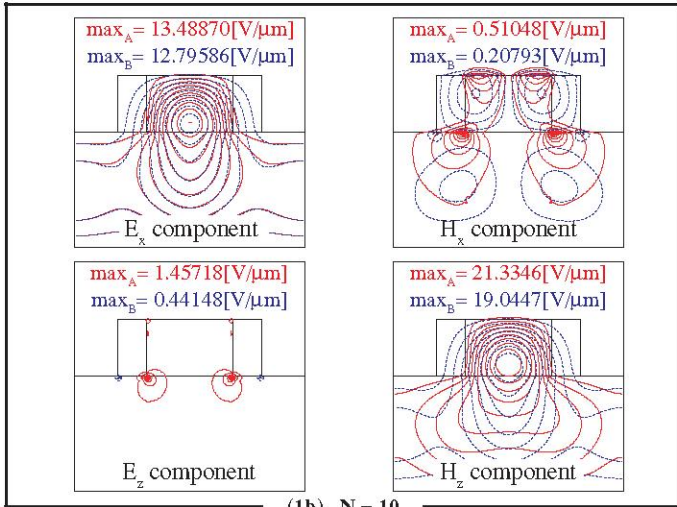 max_A= 13.48870[V/μm]
max_B= 12.79586[V/μm]
E_x component
max_A= 0.51048[V/μm]
max_B= 0.20793[V/μm]
H_x component
max_A= 1.45718[V/μm]
max_B= 0.44148[V/μm]
E_z component
max_A= 21.3346[V/μm]
max_B= 19.0447[V/μm]
H_z component
(1b) N = 10